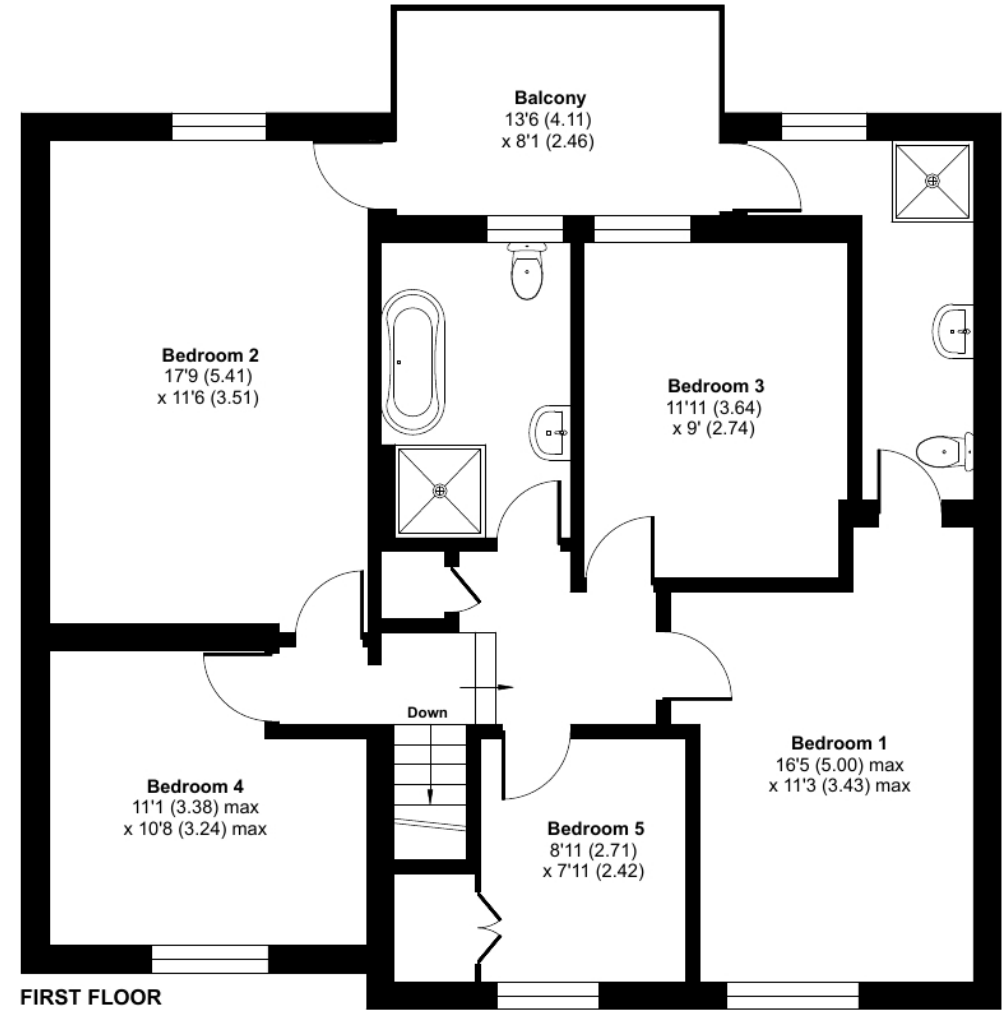 Balcony
13'6 (4.11)
x 8'1 (2.46)
Bedroom 2
17'9 (5.41)
x 11'6 (3.51)
Bedroom 3
11'11 (3.64)
x 9' (2.74)
Down
Bedroom 1
16'5 (5.00) max
x 11'3 (3.43) max
Bedroom 4
11'1 (3.38) max
x 10'8 (3.24) max
Bedroom 5
8'11 (2.71)
x 7'11 (2.42)
FIRST FLOOR